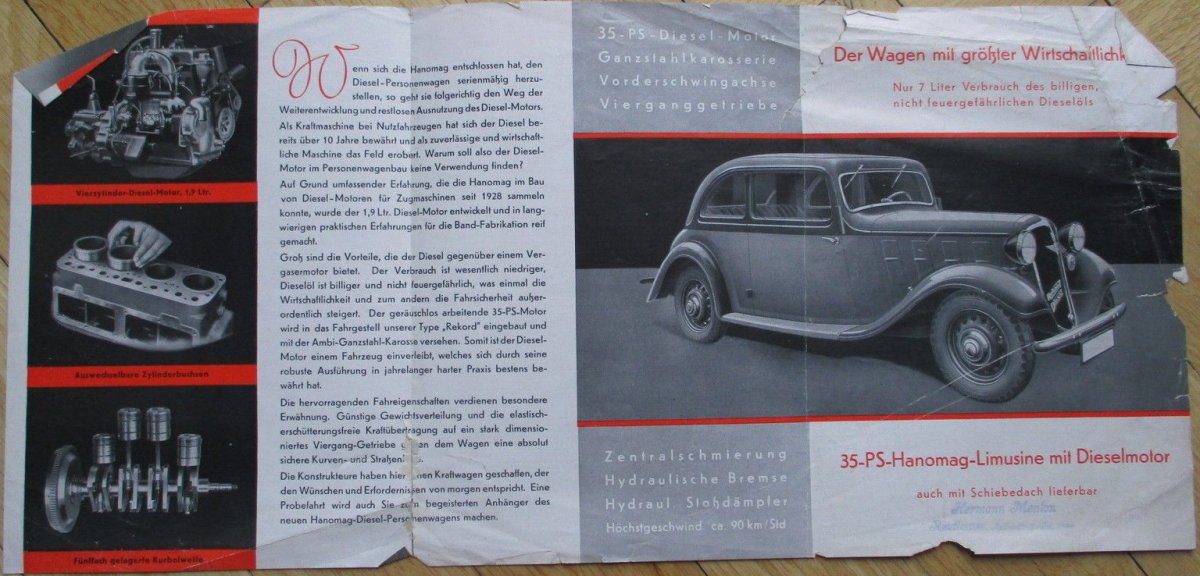 Vierzylinder-Diesel-Motor, 1,9 Ltr.
Auswechselbare Zylinderbuchsen
Fünffach gelagerte Kurbelwelle
Wenn sich die Hanomag entschlossen hat, den
Diesel-Personenwagen serienmäßig herzu-
stellen, so geht sie folgerichtig den Weg der
Weiterentwicklung und restlosen Ausnutzung des Diesel-Motors.
Als Kraftmaschine bei Nutzfahrzeugen hat sich der Diesel be-
reits über 10 Jahre bewährt und als zuverlässige und wirtschaft-
liche Maschine das Feld erobert. Warum soll also der Diesel-
Motor im Personenwagenbau keine Verwendung finden?
Auf Grund umfassender Erfahrung, die die Hanomag im Bau
von Diesel-Motoren für Zugmaschinen seit 1928 sammeln
konnte, wurde der 1,9 Ltr. Diesel-Motor entwickelt und in lang-
wierigen praktischen Erfahrungen für die Band-Fabrikation reif
gemacht.
Groß sind die Vorteile, die der Diesel gegenüber einem Ver-
gasermotor bietet. Der Verbrauch ist wesentlich niedriger,
Dieselöl ist billiger und nicht feuergefährlich, was einmal die
Wirtschaftlichkeit und zum andern die Fahrsicherheit außer-
ordentlich steigert. Der geräuschlos arbeitende 35-PS-Motor
wird in das Fahrgestell unserer Type „Rekord" eingebaut und
mit der Ambi-Ganzstahl-Karosse versehen. Somit ist der Diesel-
Motor einem Fahrzeug einverleibt, welches sich durch seine
robuste Ausführung in jahrelanger harter Praxis bestens be-
währt hat.
Die hervorragenden Fahreigenschaften verdienen besondere
Erwähnung. Günstige Gewichtsverteilung und die elastisch-
erschütterungsfreie Kraftübertragung auf ein stark dimensio-
niertes Viergang-Getriebe dem Wagen eine absolut
sichere Kurven- und
Die Konstrukteure haben hier Kraftwagen geschaffen, der
den Wünschen und Erfordernissen von morgen entspricht. Eine
Probefahrt wird auch Sie zum begeisterten Anhänger des
neuen Hanomag-Diesel-Personenwagens machen.
35-PS-Diesel-Motor
Ganzstahlkarosserie
Vorderschwingachse
Vierganggetriebe
Zentralschmierung
Hydraulische Bremse
Hydraul. Stoßdämpfer
Höchstgeschwind. ca. 90 km/Std
Der Wagen mit größter Wirtschaftlichk
Nur 7 Liter Verbrauch des billigen,
nicht feuergefährlichen Dieselöls
35-PS-Hanomag-Limusine mit Dieselmotor
auch mit Schiebedach lieferbar
Hermann